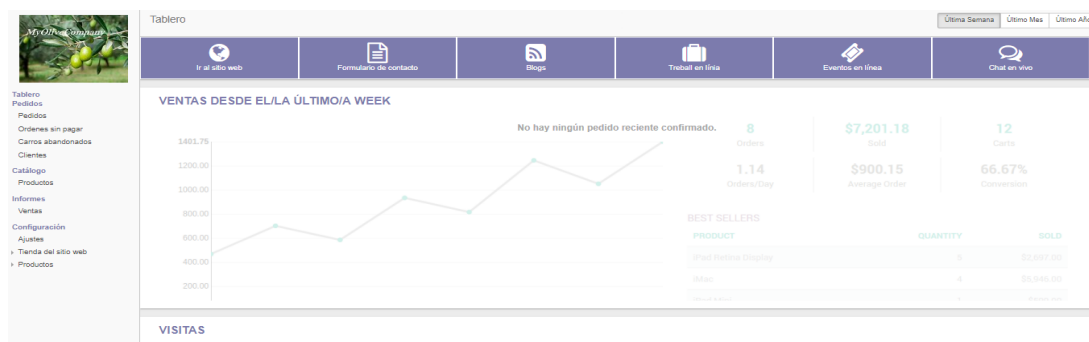 MyOliveCompany
Tablero
Última Semana Último Mes Último Año
Ir al sitio web
Formulario de contacto
Blogs
Treball en línia
Eventos en línea
Chat en vivo
Tablero
Pedidos
Pedidos
Ordenes sin pagar
Carros abandonados
Clientes
Catálogo
Productos
Informes
Ventas
Configuración
Ajustes
Tienda del sitio web
Productos
VENTAS DESDE EL/LA ÚLTIMO/A WEEK
No hay ningún pedido reciente confirmado.
1401.75
1200.00
1000.00
800.00
600.00
400.00
200.00
8 $7,201.18 12
Orders Sold Carts
1.14 $900.15 66.67%
Orders/Day Average Order Conversion
BEST SELLERS
PRODUCT QUANTITY SOLD
iPad Retina Display 5
iMac 4
VISITAS